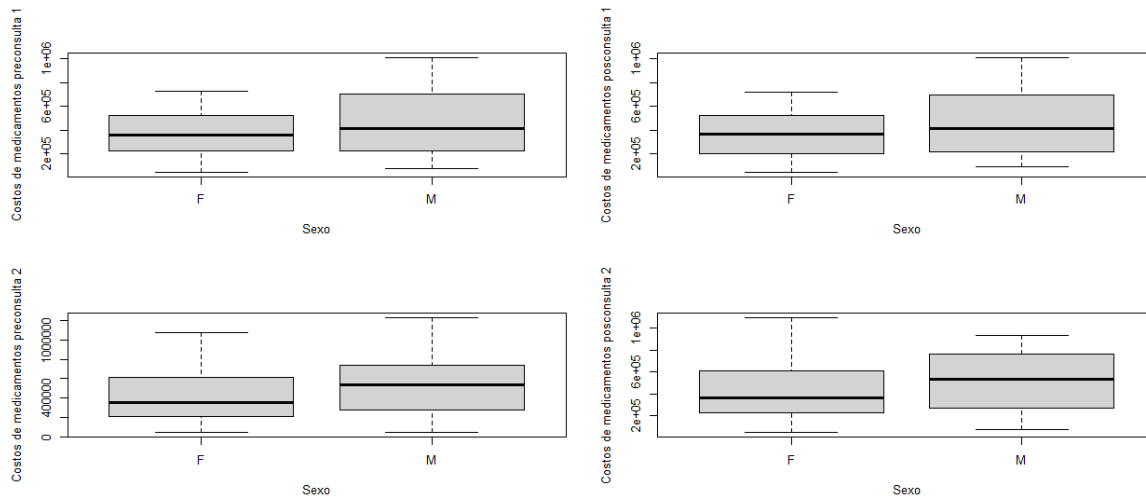 Costos de medicamentos preconsulta 1
1e+06
6e+05
2e+05
F
M
Sexo
Costos de medicamentos posconsulta 1
1e+06
6e+05
2e+05
F
M
Sexo
Costos de medicamentos preconsulta 2
1000000
400000
0
F
M
Sexo
Costos de medicamentos posconsulta 2
1e+06
6e+05
2e+05
F
M
Sexo